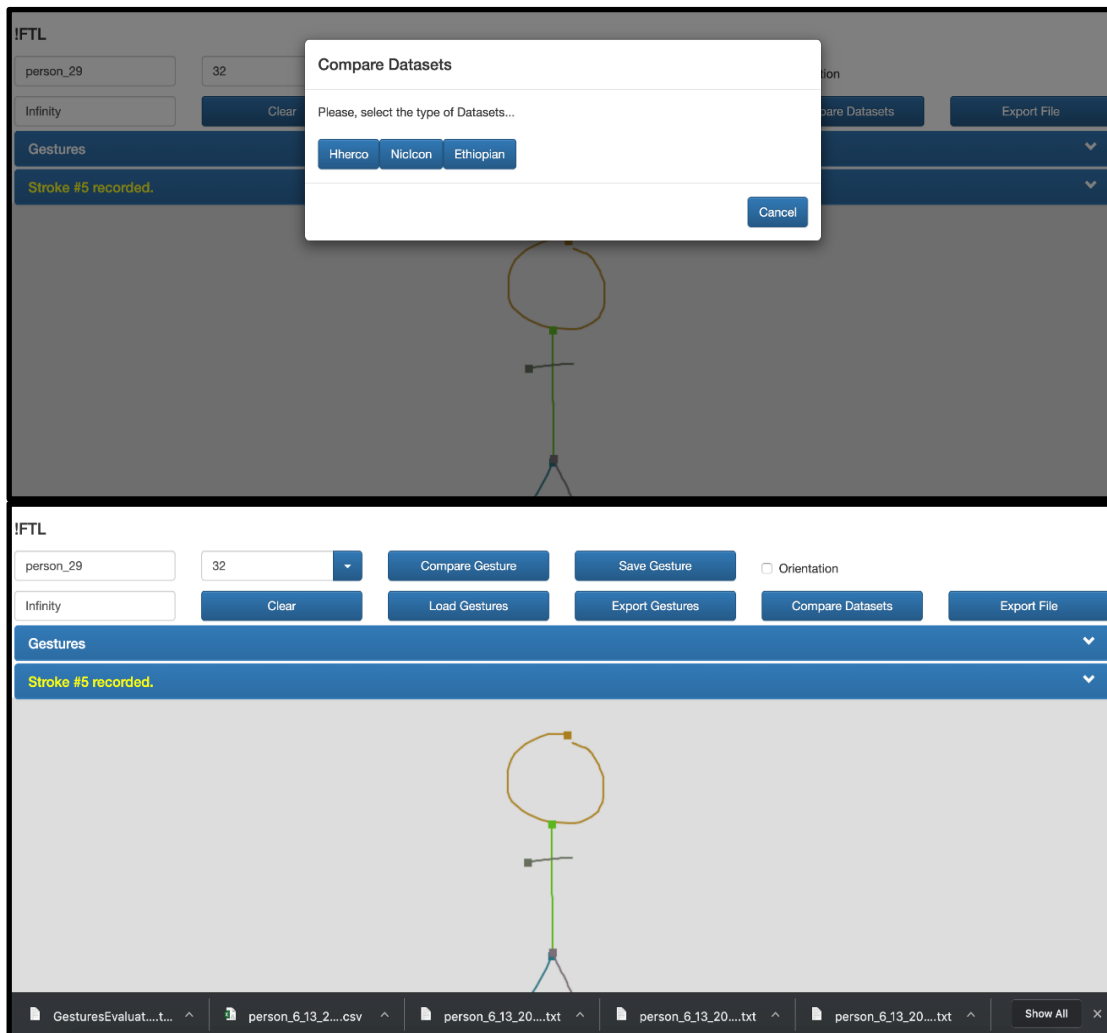 !FTL
Compare Datasets
person_29
32
tion
Please, select the type of Datasets...
Infinity
Clear
pare Datasets
Export File
Hherco
NicIcon
Ethiopian
Gestures
Stroke #5 recorded.
Cancel
!FTL
person_29
32
Compare Gesture
Save Gesture
Orientation
Infinity
Clear
Load Gestures
Export Gestures
Compare Datasets
Export File
Gestures
Stroke #5 recorded.
GesturesEvaluat....t...
person_6_13_2....csv
person_6_13_20....txt
person_6_13_20....txt
person_6_13_20....txt
Show All